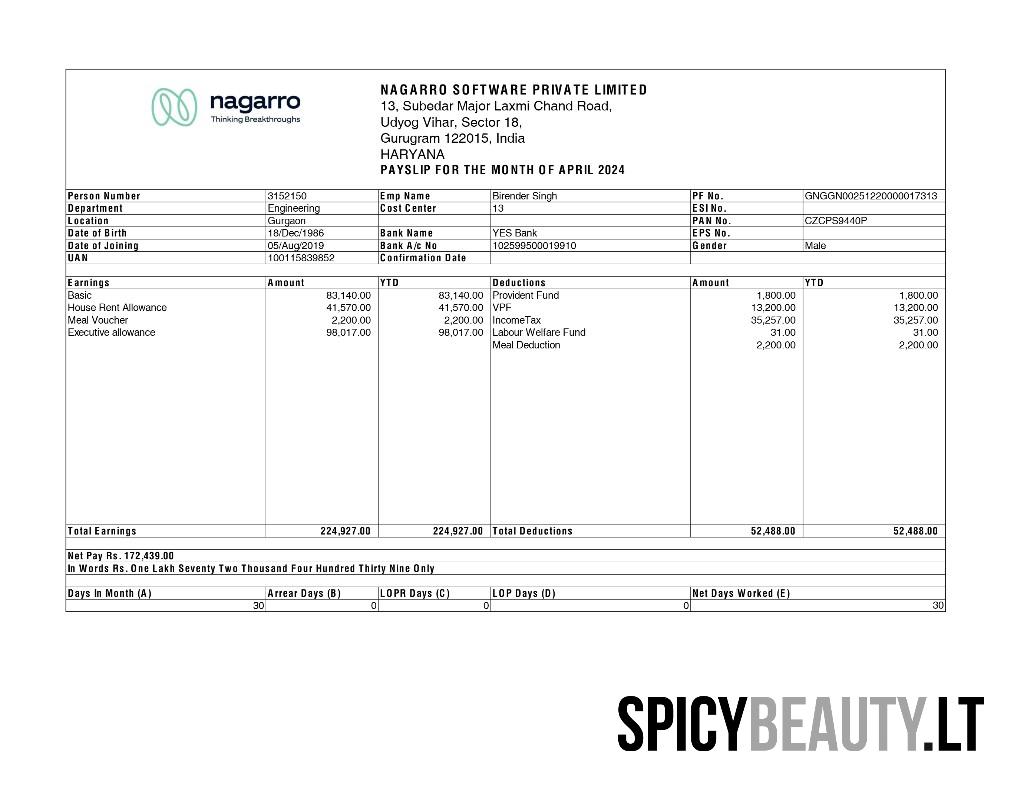 nagarro
Thinking Breakthroughs
NAGARRO SOFTWARE PRIVATE LIMITED
13, Subedar Major Laxmi Chand Road,
Udyog Vihar, Sector 18,
Gurugram 122015, India
HARYANA
PAYSLIP FOR THE MONTH OF APRIL 2024
Person Number 3152150 Emp Name Birender Singh PF No. GNGGN00251220000017313
Department Engineering Cost Center 13 ESI No.
Location Gurgaon PAN No. CZCPS9440P
Date of Birth 18/Dec/1986 Bank Name YES Bank EPS No.
Date of Joining 05/Aug/2019 Bank A/c No 102599500019910 Gender Male
UAN 100115839852 Confirmation Date
Earnings Amount YTD Deductions Amount YTD
Basic 83,140.00 83,140.00 Provident Fund 1,800.00 1,800.00
House Rent Allowance 41,570.00 41,570.00 VPF 13,200.00 13,200.00
Meal Voucher 2,200.00 2,200.00 IncomeTax 35,257.00 35,257.00
Executive allowance 98,017.00 98,017.00 Labour Welfare Fund 31.00 31.00
Meal Deduction 2,200.00 2,200.00
Total Earnings 224,927.00 224,927.00 Total Deductions 52,488.00 52,488.00
Net Pay Rs. 172,439.00
In Words Rs. One Lakh Seventy Two Thousand Four Hundred Thirty Nine Only
Days In Month (A) Arrear Days (B) LOPR Days (C) LOP Days (D) Net Days Worked (E)
30 0 0 0 30
SPICYBEAUTY.LT